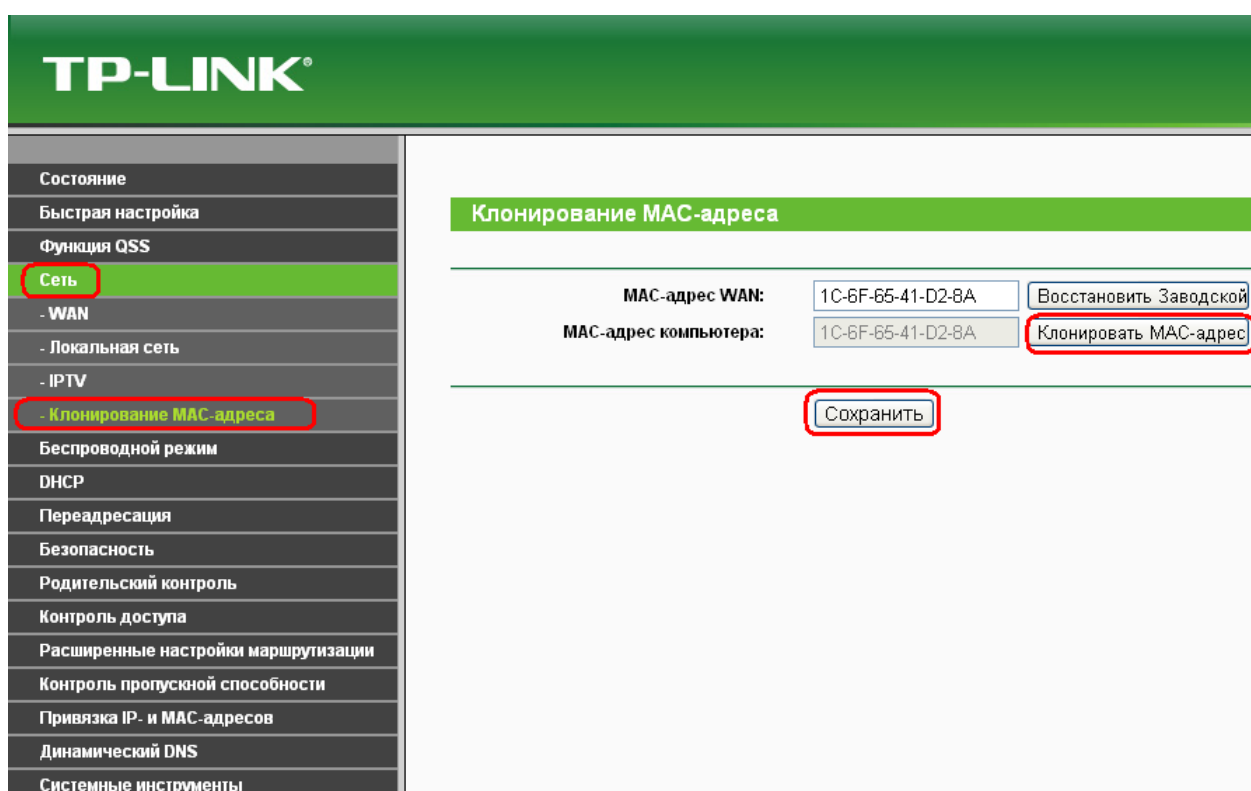 TP-LINK®
Состояние
Быстрая настройка
Функция QSS
Сеть
- WAN
- Локальная сеть
- IPTV
- Клонирование MAC-адреса
Беспроводной режим
DHCP
Переадресация
Безопасность
Родительский контроль
Контроль доступа
Расширенные настройки маршрутизации
Контроль пропускной способности
Привязка IP- и MAC-адресов
Динамический DNS
Системные инструменты
Клонирование MAC-адреса
MAC-адрес WAN: 1C-6F-65-41-D2-8A Восстановить Заводской
MAC-адрес компьютера: 1C-6F-65-41-D2-8A Клонировать MAC-адрес
Сохранить